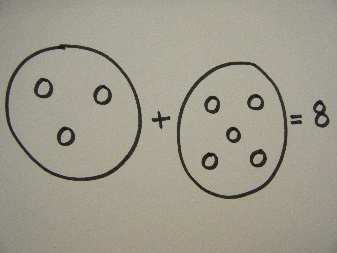 + = 8